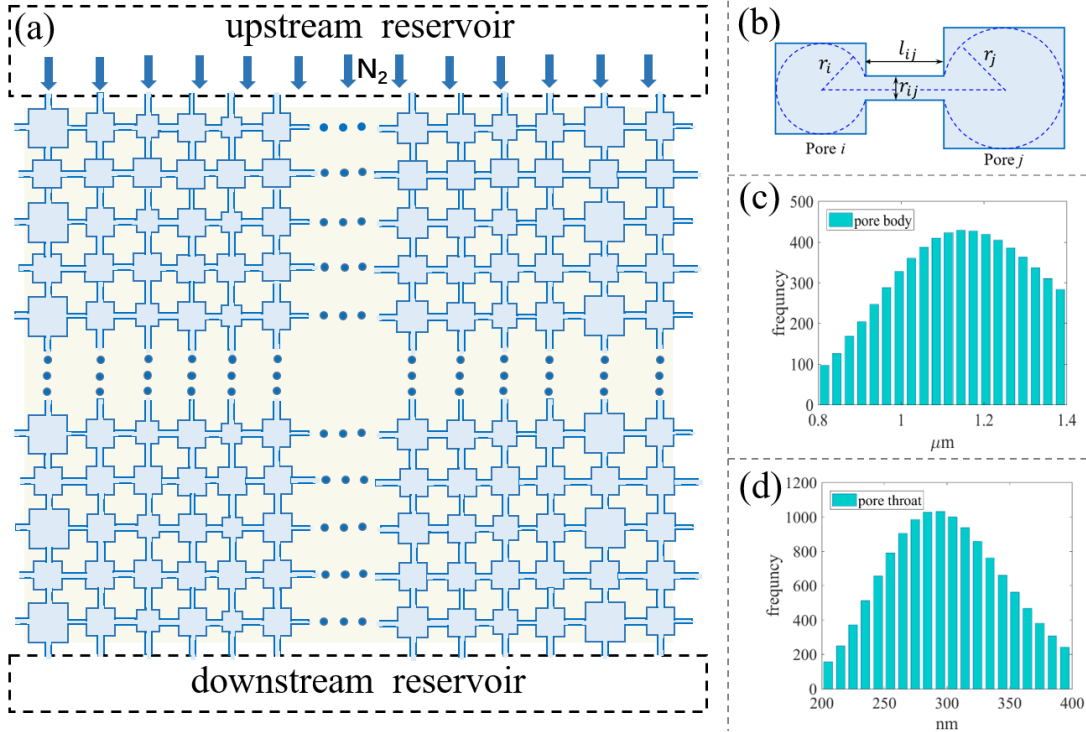 (a)
upstream reservoir
N2
downstream reservoir
(b)
lij
ri
rj
rij
Pore i
Pore j
(c)
500
400
300
200
100
0
frequncy
pore body
0.8 1 1.2 1.4
μm
(d)
1200
1000
800
600
400
200
0
frequncy
pore throat
200 250 300 350 400
nm